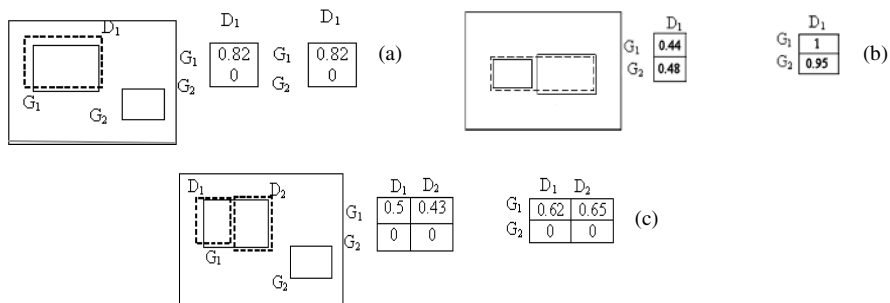 D₁ D₁ D₁
G₁ 0.82 G₁ 0.82 (a)
G₂ 0 G₂ 0
G₁
G₂
D₁ D₁
G₁ 0.44 G₁ 1 (b)
G₂ 0.48 G₂ 0.95
D₁ D₂ D₁ D₂ D₁ D₂
G₁ 0.5 0.43 G₁ 0.62 0.65 (c)
G₂ 0 0 G₂ 0 0
G₁
G₂